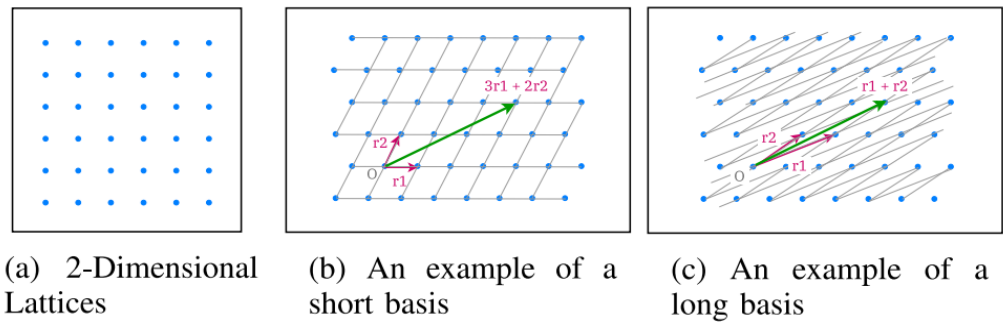 3r1 + 2r2
r2
O
r1
r1 + r2
r2
r1
O
(a) 2-Dimensional
Lattices
(b) An example of a
short basis
(c) An example of a
long basis